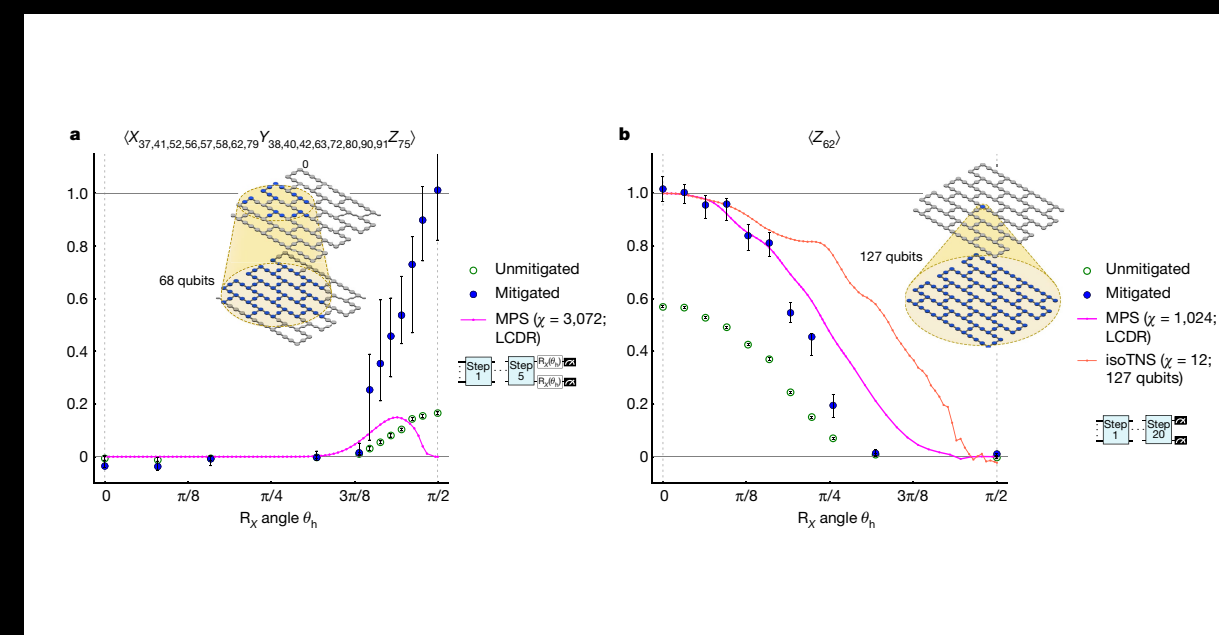 a
⟨X37,41,52,56,57,58,62,79Y38,40,42,63,72,80,90,91Z75⟩
0
1.0
0.8
0.6
0.4
0.2
0
68 qubits
0
π/8
π/4
3π/8
π/2
RX angle θh
Unmitigated
Mitigated
MPS (χ = 3,072;
LCDR)
Step
1
Step
5
RX(θh)
RX(θh)
b
⟨Z62⟩
1.0
0.8
0.6
0.4
0.2
0
127 qubits
0
π/8
π/4
3π/8
π/2
RX angle θh
Unmitigated
Mitigated
MPS (χ = 1,024;
LCDR)
isoTNS (χ = 12;
127 qubits)
Step
1
Step
20